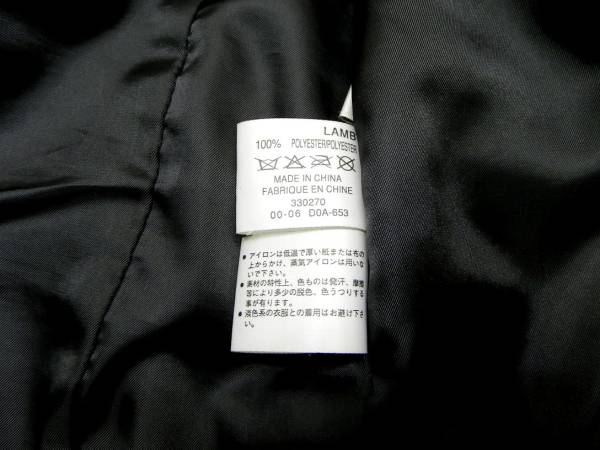 LAMB
100% POLYESTER/POLYESTER
MADE IN CHINA
FABRIQUE EN CHINE
330270
00-06 D0A-653
● アイロンは低温で厚い紙または布の
上からかけ、蒸気アイロンは用いな
いで下さい。
● 素材の特性上、色ものは発汗、摩擦
等により多少の脱色、色うつりする
事が有ります。
● 淡色系の衣服との着用はお避け下さ
い。